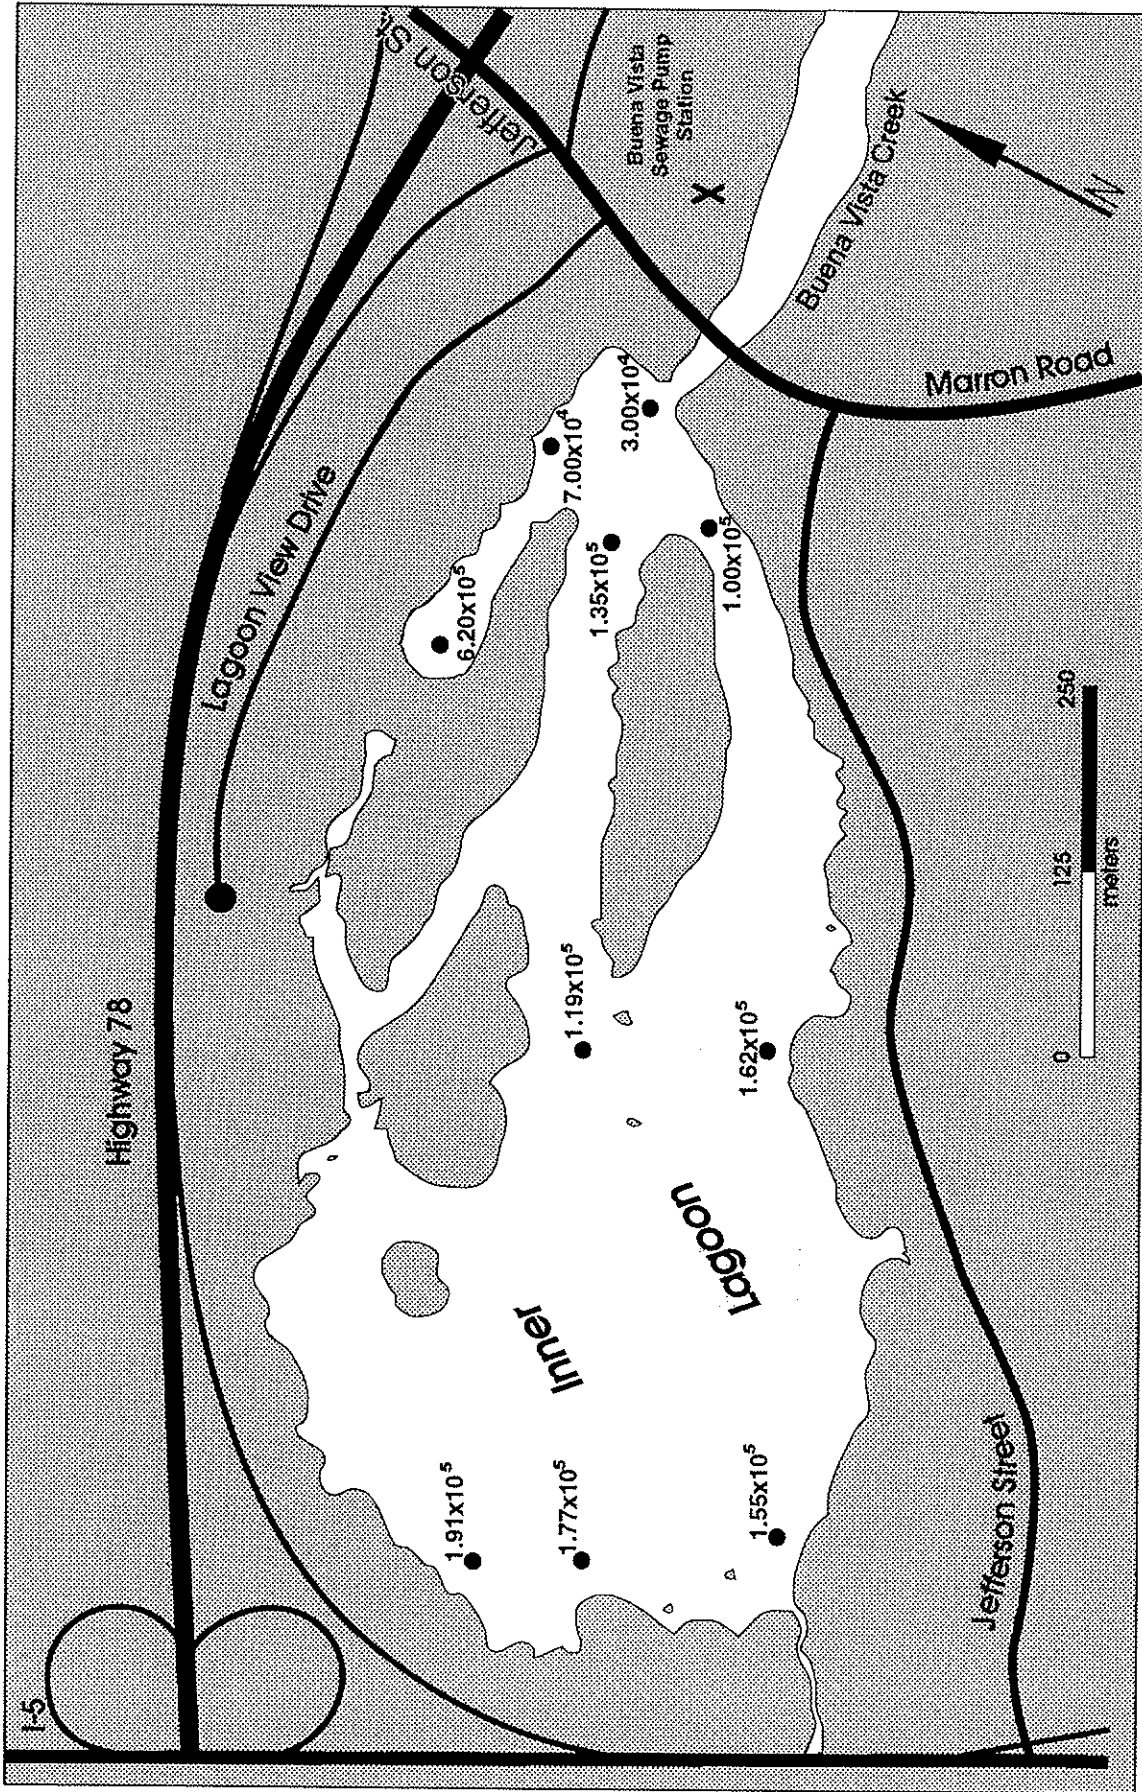 I-5
Highway 78
Lagoon View Drive
Jefferson St.
Buena Vista
Sewage Pump
Station
X
Buena Vista Creek
N
Marron Road
6.20x10⁵
7.00x10⁴
3.00x10⁴
1.35x10⁵
1.00x10⁵
1.19x10⁵
1.62x10⁵
1.91x10⁵
1.77x10⁵
1.55x10⁵
Inner
Lagoon
Jefferson Street
0 125 250
meters